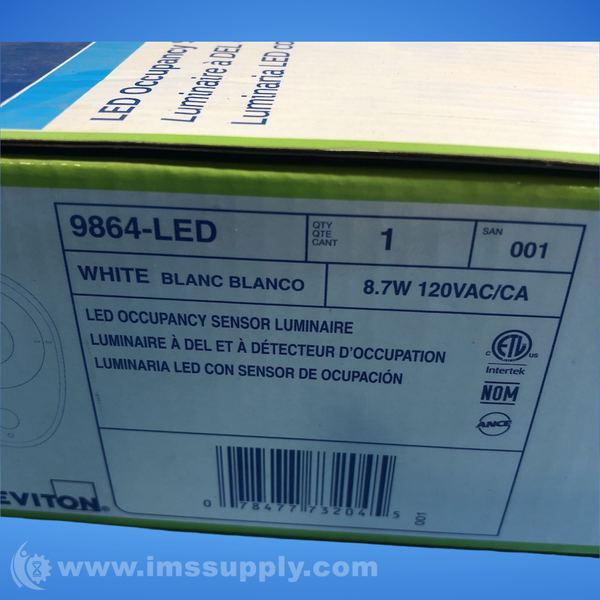 LED Occupancy
Luminaire à DEL
Luminaria LED co
9864-LED
QTY
QTE
CANT
1
SAN
001
WHITE BLANC BLANCO
8.7W 120VAC/CA
LED OCCUPANCY SENSOR LUMINAIRE
LUMINAIRE À DEL ET À DÉTECTEUR D'OCCUPATION
LUMINARIA LED CON SENSOR DE OCUPACIÓN
C ETL US
Intertek
NOM
ANCE
EVITON®
0 78477 73204 5
001
www.imssupply.com